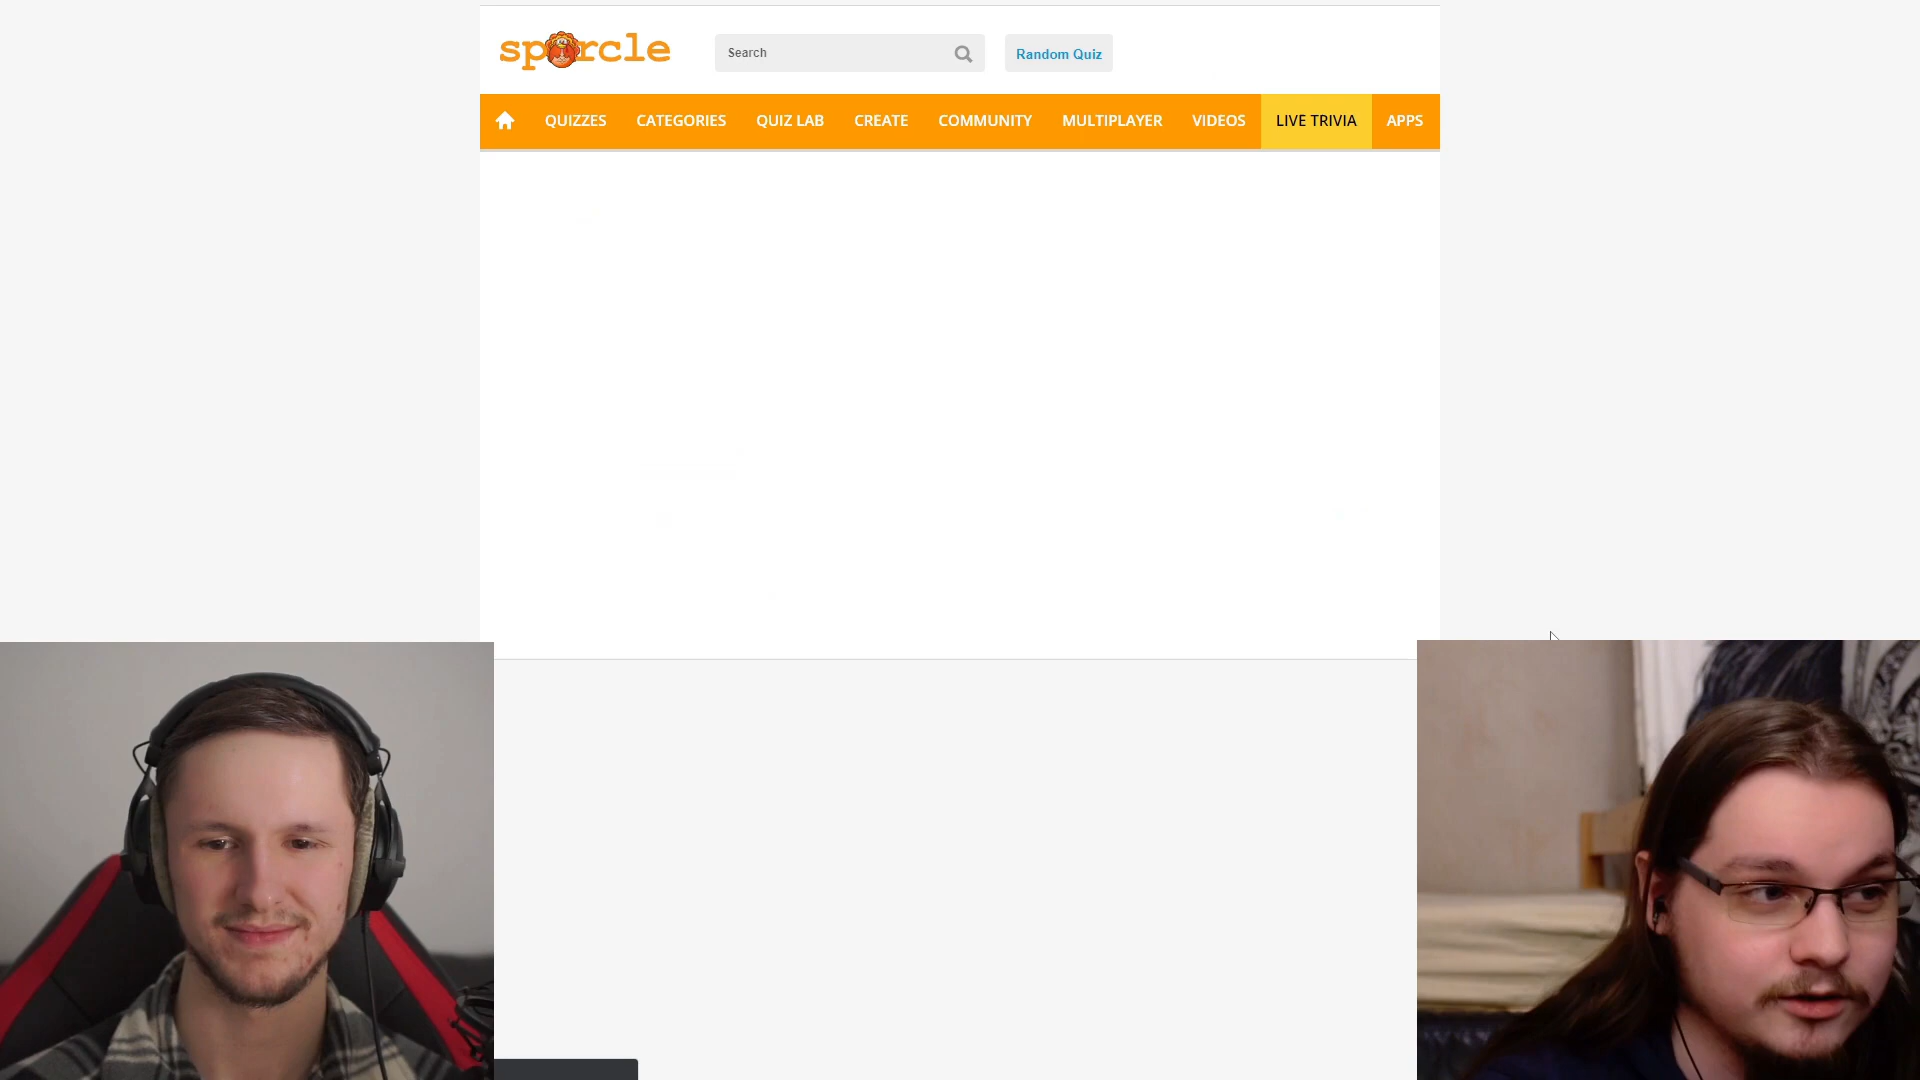 sporcle
Search
Random Quiz
QUIZZES CATEGORIES QUIZ LAB CREATE COMMUNITY MULTIPLAYER VIDEOS LIVE TRIVIA APPS